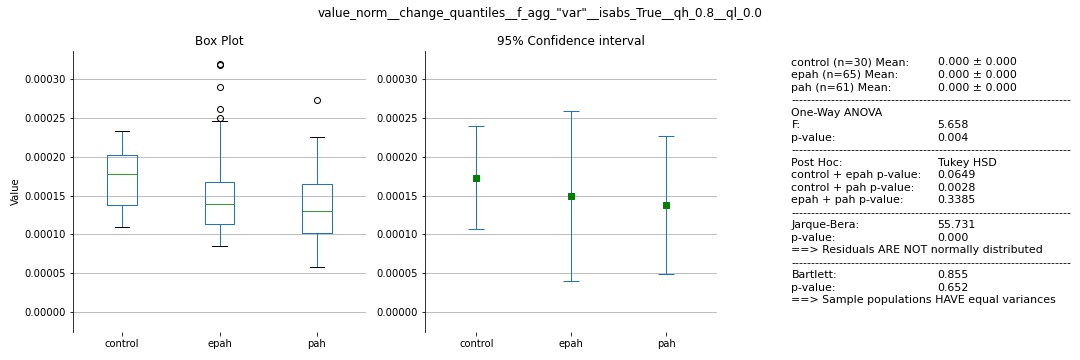 value_norm__change_quantiles__f_agg_"var"__isabs_True__qh_0.8__ql_0.0
Box Plot
Value
0.00030
0.00025
0.00020
0.00015
0.00010
0.00005
0.00000
control epah pah
95% Confidence interval
0.00030
0.00025
0.00020
0.00015
0.00010
0.00005
0.00000
control epah pah
control (n=30) Mean: 0.000 ± 0.000
epah (n=65) Mean: 0.000 ± 0.000
pah (n=61) Mean: 0.000 ± 0.000
One-Way ANOVA
F: 5.658
p-value: 0.004
Post Hoc: Tukey HSD
control + epah p-value: 0.0649
control + pah p-value: 0.0028
epah + pah p-value: 0.3385
Jarque-Bera: 55.731
p-value: 0.000
==> Residuals ARE NOT normally distributed
Bartlett: 0.855
p-value: 0.652
==> Sample populations HAVE equal variances